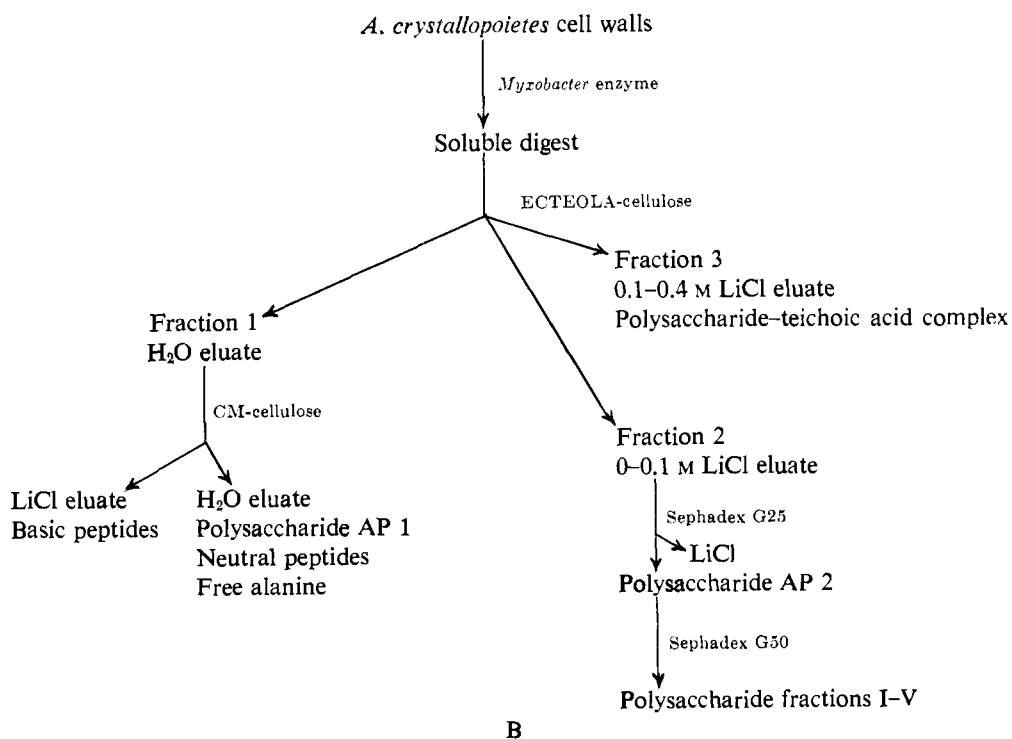 A. crystallopoietes cell walls
Myxobacter enzyme
Soluble digest
ECTEOLA-cellulose
Fraction 3
0.1–0.4 M LiCl eluate
Polysaccharide–teichoic acid complex
Fraction 1
H₂O eluate
CM-cellulose
LiCl eluate
Basic peptides
H₂O eluate
Polysaccharide AP 1
Neutral peptides
Free alanine
Fraction 2
0–0.1 M LiCl eluate
Sephadex G25
LiCl
Polysaccharide AP 2
Sephadex G50
Polysaccharide fractions I–V
B